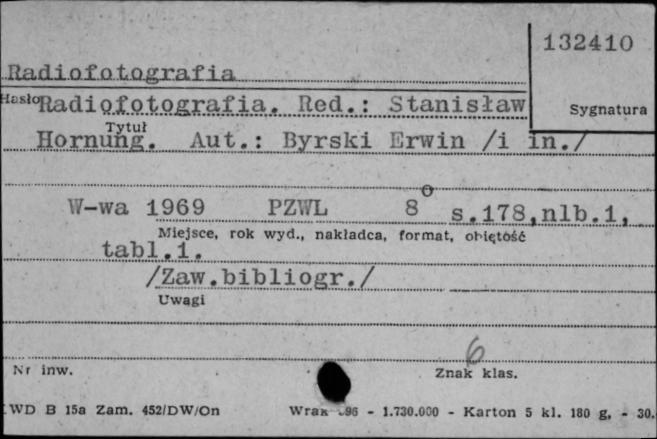 132410
Radiofotografia
Hasło Radiofotografia. Red.: Stanisław
Sygnatura
Tytuł
Hornung. Aut.: Byrski Erwin /i in./
W-wa 1969 PZWL 8o s.178,nlb.1,
Miejsce, rok wyd., nakładca, format, objętość
tabl.1.
/Zaw.bibliogr./
Uwagi
6
Nr inw.
Znak klas.
WD B 15a Zam. 452/DW/On - 1.730.000 - Karton 5 kl. 180 g. - 30.